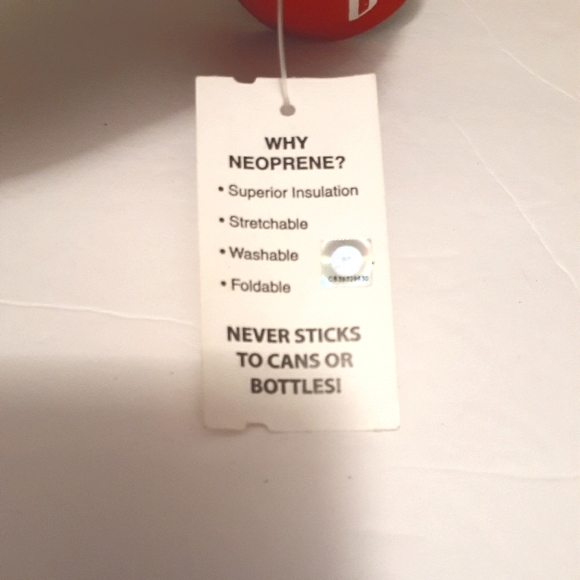 WHY
NEOPRENE?
• Superior Insulation
• Stretchable
• Washable
• Foldable
NEVER STICKS
TO CANS OR
BOTTLES!